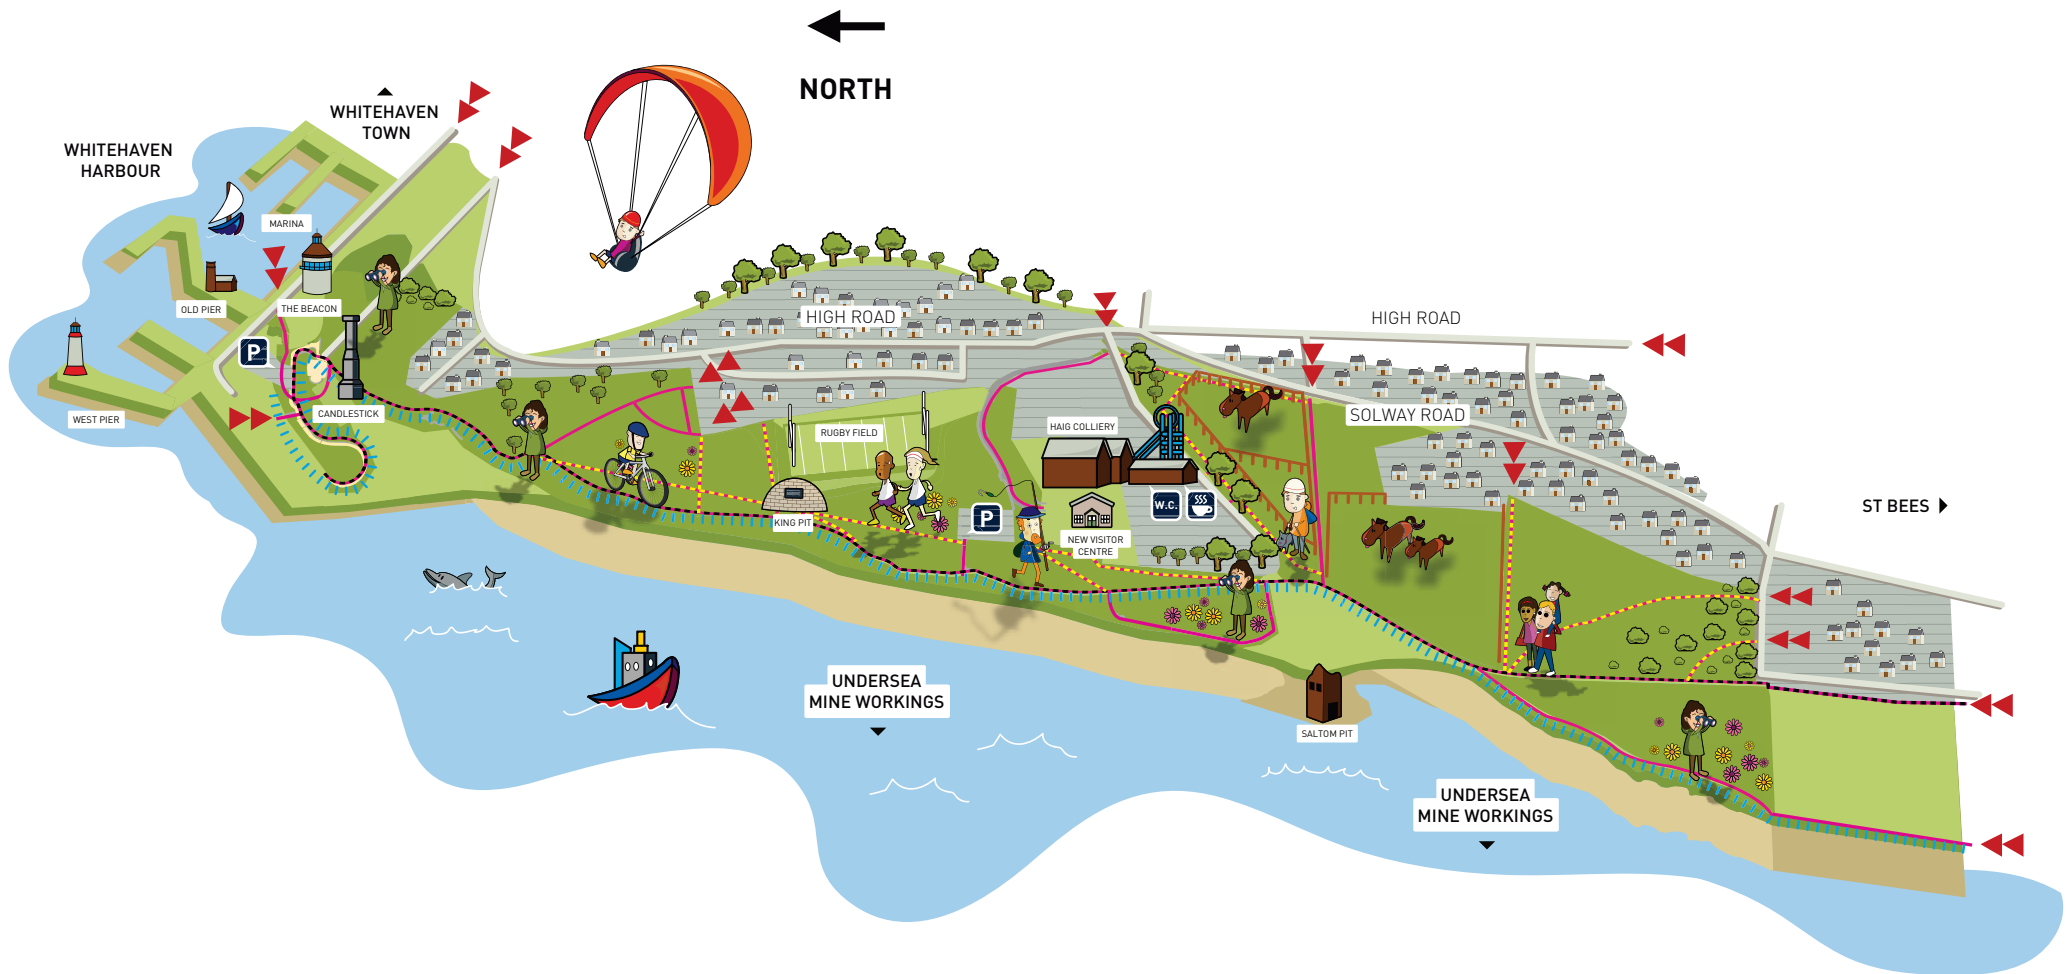 NORTH
WHITEHAVEN
TOWN
WHITEHAVEN
HARBOUR
MARINA
OLD PIER
THE BEACON
P
WEST PIER
CANDLESTICK
HIGH ROAD
HIGH ROAD
SOLWAY ROAD
RUGBY FIELD
HAIG COLLIERY
KING PIT
P
W.C.
NEW VISITOR
CENTRE
ST BEES
UNDERSEA
MINE WORKINGS
SALTOM PIT
UNDERSEA
MINE WORKINGS